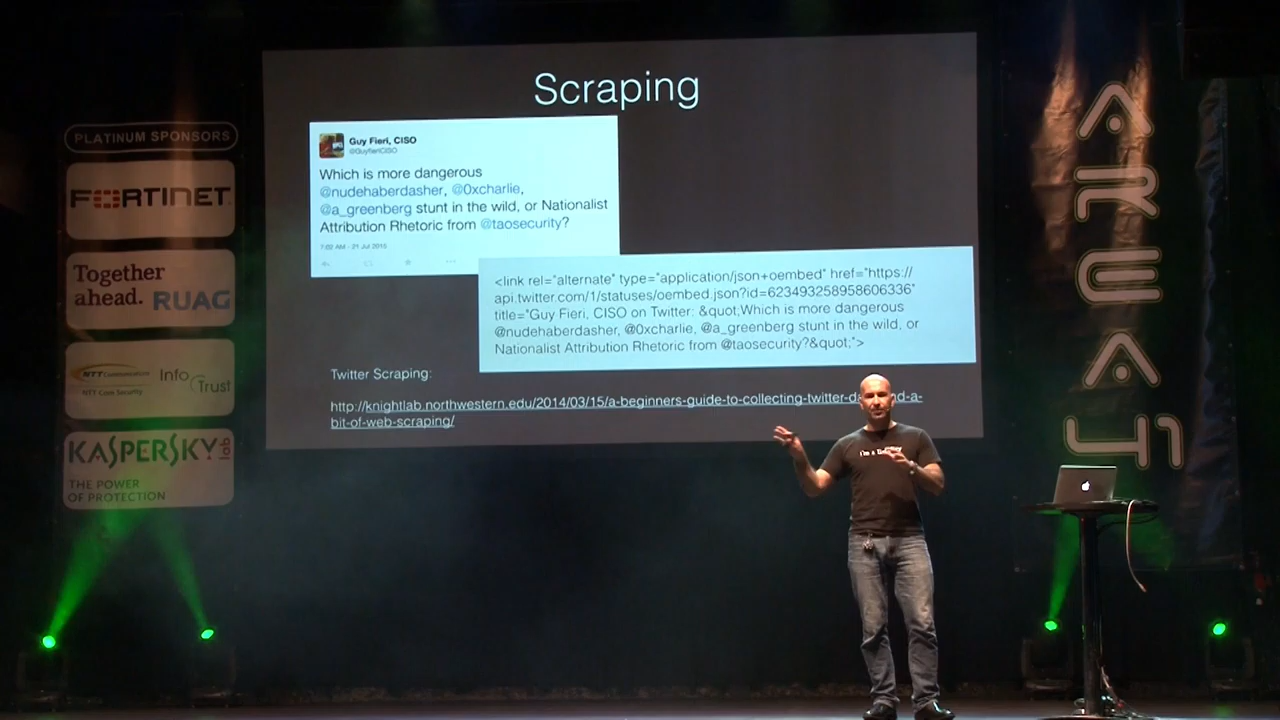 Scraping
PLATINUM SPONSORS
FORTINET
Together
ahead. RUAG
NTT Communications
NTT Com Security
Info Trust
KASPERSKY lab
THE POWER
OF PROTECTION
Guy Fieri, CISO
@GuyfieriCISO
Which is more dangerous
@nudehaberdasher, @0xcharlie,
@a_greenberg stunt in the wild, or Nationalist
Attribution Rhetoric from @taosecurity?
7:02 AM - 21 Jul 2015
<link rel="alternate" type="application/json+oembed" href="https://
api.twitter.com/1/statuses/oembed.json?id=623493258958606336"
title="Guy Fieri, CISO on Twitter: &quot;Which is more dangerous
@nudehaberdasher, @0xcharlie, @a_greenberg stunt in the wild, or
Nationalist Attribution Rhetoric from @taosecurity?&quot;">
Twitter Scraping:
http://knightlab.northwestern.edu/2014/03/15/a-beginners-guide-to-collecting-twitter-d nd-a-
bit-of-web-scraping/
I'm a